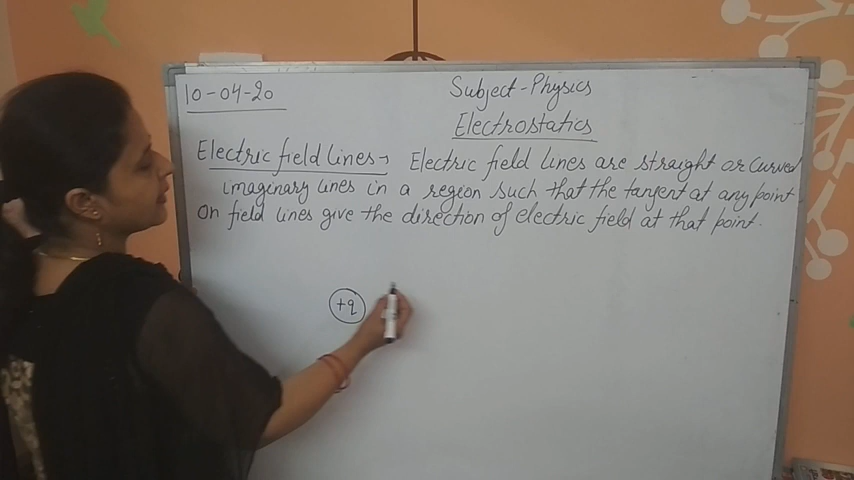 10-04-20
Subject-Physics
Electrostatics
Electric field lines→ Electric field lines are straight or curved
imaginary lines in a region such that the tangent at any point
on field lines give the direction of electric field at that point.
+q